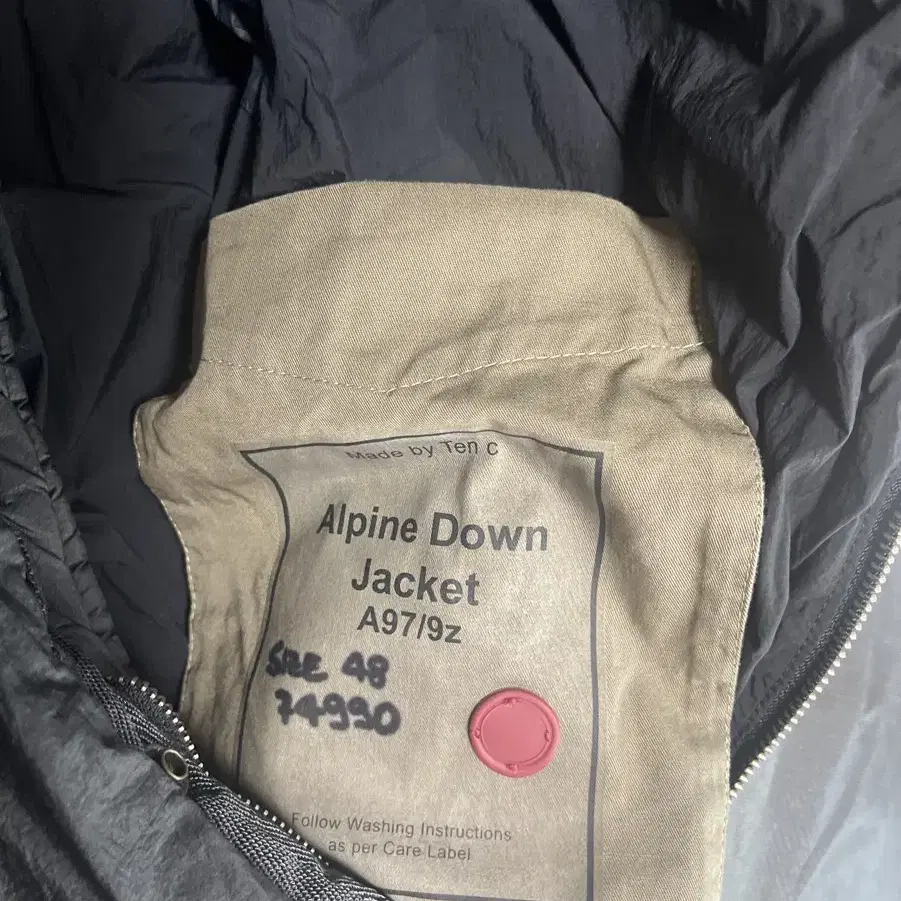 Made by Ten c
Alpine Down
Jacket
A97/9z
SIZE 48
74990
Follow Washing Instructions
as per Care Label